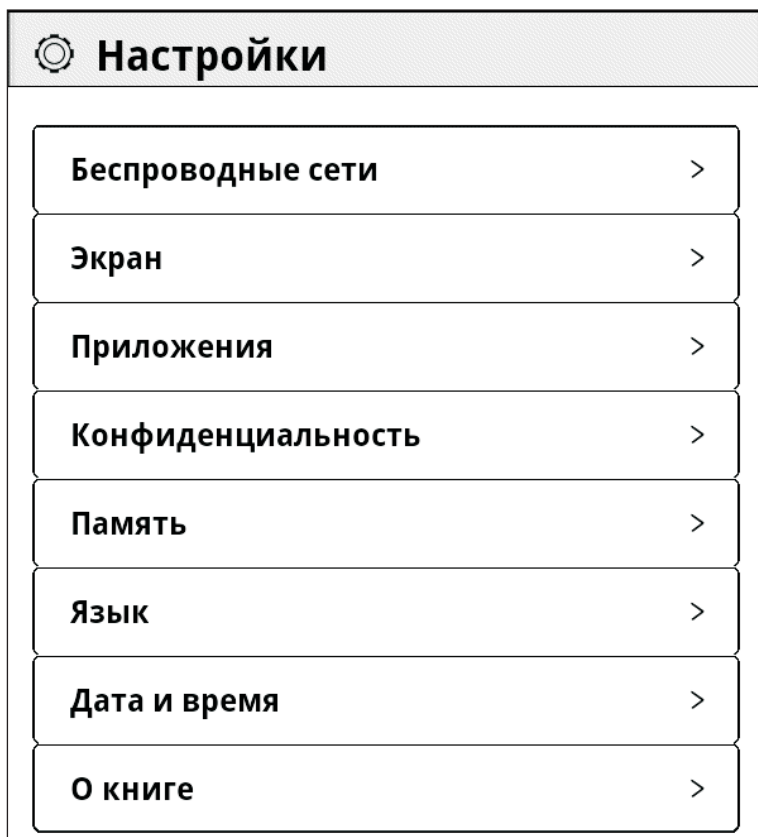 Настройки
Беспроводные сети >
Экран >
Приложения >
Конфиденциальность >
Память >
Язык >
Дата и время >
О книге >